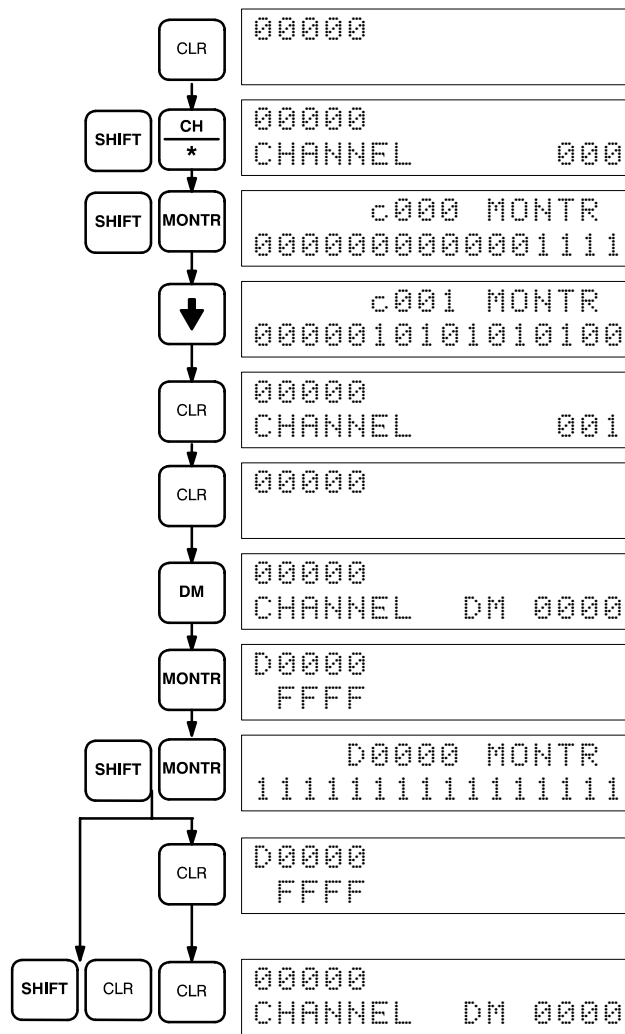 CLR
00000
SHIFT
CH
*
00000
CHANNEL 000
SHIFT
MONTR
c000 MONTR
0000000000001111
c001 MONTR
0000010101010100
CLR
00000
CHANNEL 001
CLR
00000
DM
00000
CHANNEL DM 0000
MONTR
D0000
FFFF
SHIFT
MONTR
D0000 MONTR
1111111111111111
CLR
D0000
FFFF
SHIFT
CLR
CLR
00000
CHANNEL DM 0000